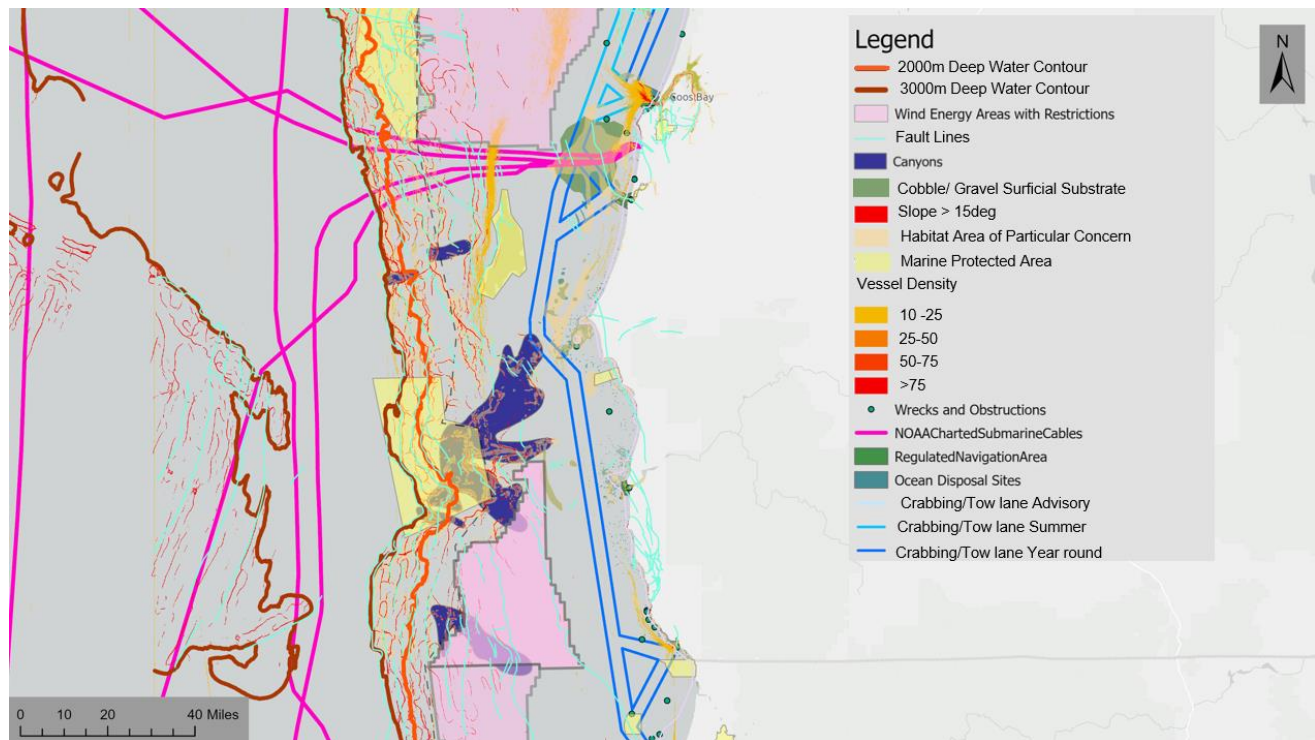 Legend
2000m Deep Water Contour
3000m Deep Water Contour
Wind Energy Areas with Restrictions
Fault Lines
Canyons
Cobble/ Gravel Surficial Substrate
Slope > 15deg
Habitat Area of Particular Concern
Marine Protected Area
Vessel Density
10 -25
25-50
50-75
>75
Wrecks and Obstructions
NOAAChartedSubmarineCables
RegulatedNavigationArea
Ocean Disposal Sites
Crabbing/Tow lane Advisory
Crabbing/Tow lane Summer
Crabbing/Tow lane Year round
N
Coos Bay
0 10 20 40 Miles